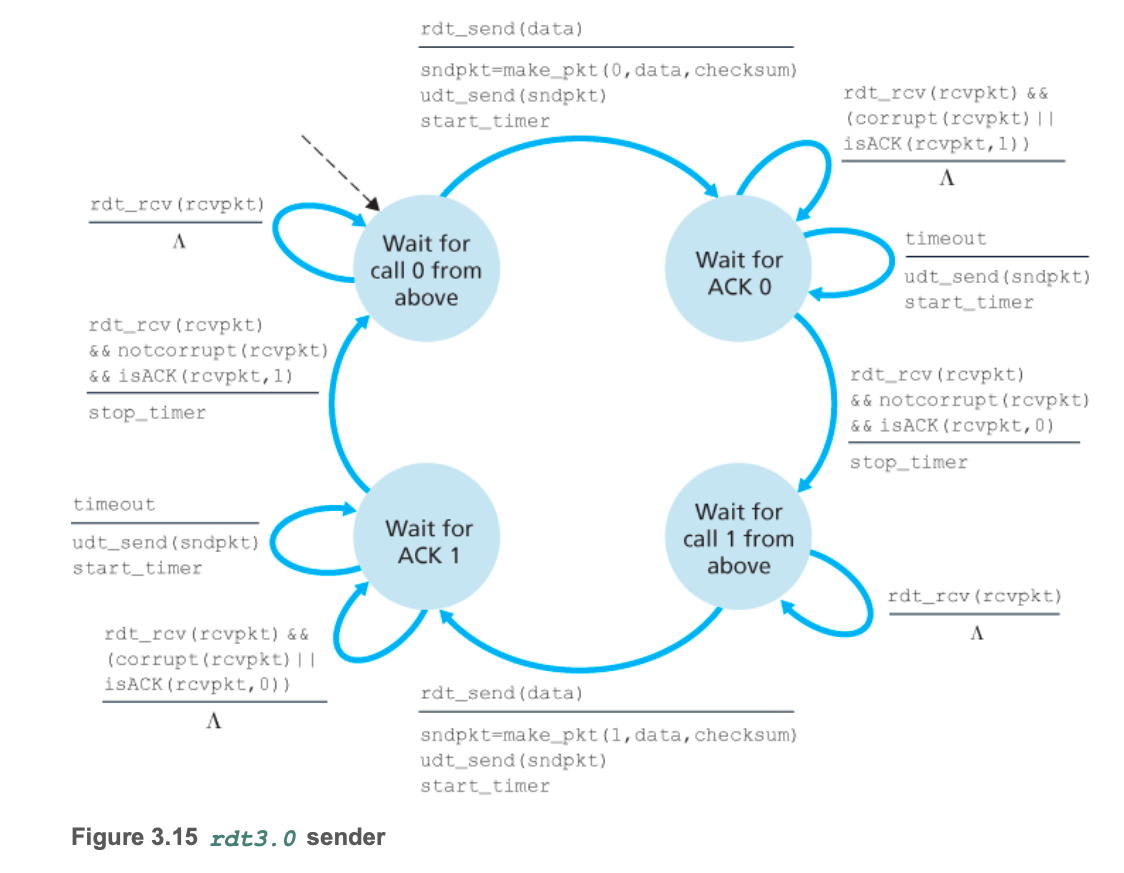 rdt_send(data)
sndpkt=make_pkt(0,data,checksum)
udt_send(sndpkt)
start_timer
rdt_rcv(rcvpkt) &&
(corrupt(rcvpkt)||
isACK(rcvpkt,1))
Λ
rdt_rcv(rcvpkt)
Λ
Wait for
call 0 from
above
Wait for
ACK 0
timeout
udt_send(sndpkt)
start_timer
rdt_rcv(rcvpkt)
&& notcorrupt(rcvpkt)
&& isACK(rcvpkt,1)
stop_timer
rdt_rcv(rcvpkt)
&& notcorrupt(rcvpkt)
&& isACK(rcvpkt,0)
stop_timer
timeout
udt_send(sndpkt)
start_timer
Wait for
ACK 1
Wait for
call 1 from
above
rdt_rcv(rcvpkt)
Λ
rdt_rcv(rcvpkt) &&
(corrupt(rcvpkt)||
isACK(rcvpkt,0))
Λ
rdt_send(data)
sndpkt=make_pkt(1,data,checksum)
udt_send(sndpkt)
start_timer
Figure 3.15 rdt3.0 sender